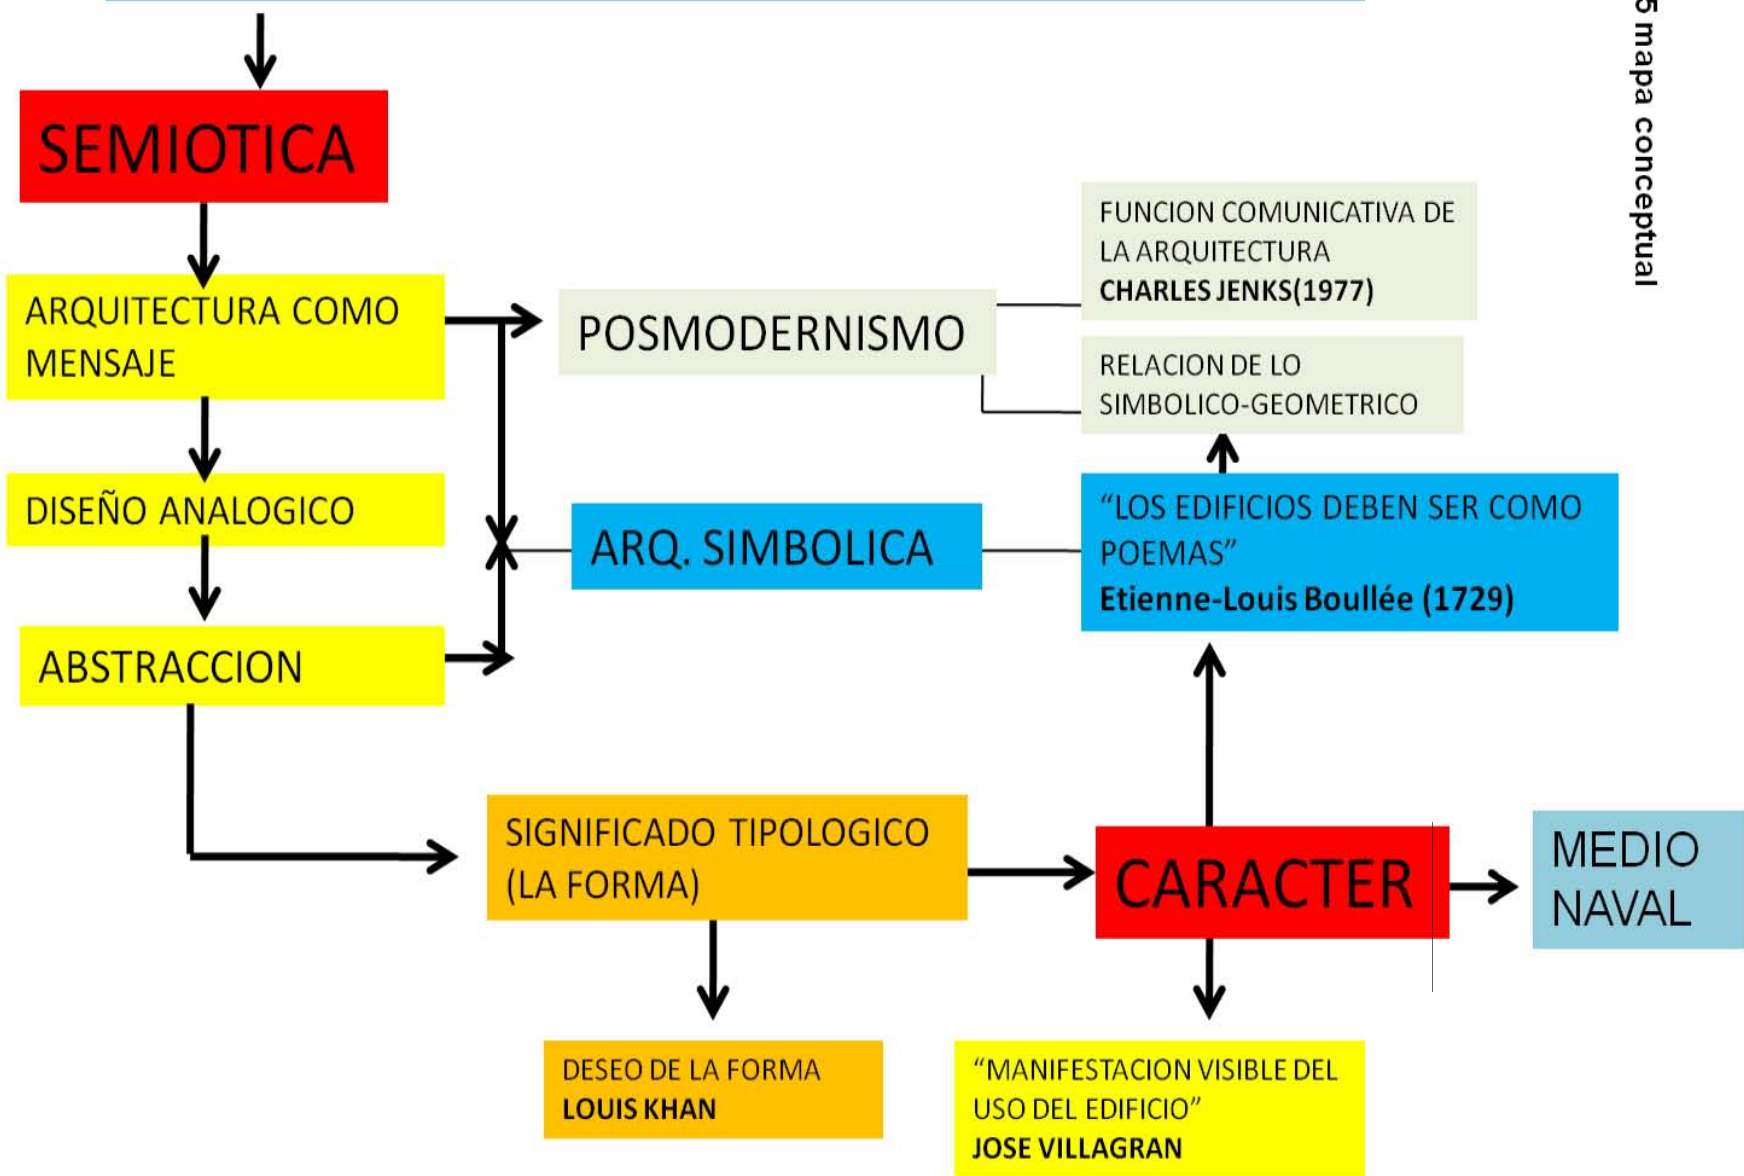 5 mapa conceptual
SEMIOTICA
ARQUITECTURA COMO
MENSAJE
DISEÑO ANALOGICO
ABSTRACCION
POSMODERNISMO
FUNCION COMUNICATIVA DE
LA ARQUITECTURA
CHARLES JENKS(1977)
RELACION DE LO
SIMBOLICO-GEOMETRICO
ARQ. SIMBOLICA
“LOS EDIFICIOS DEBEN SER COMO
POEMAS”
Etienne-Louis Boullée (1729)
SIGNIFICADO TIPOLOGICO
(LA FORMA)
CARACTER
MEDIO
NAVAL
DESEO DE LA FORMA
LOUIS KHAN
“MANIFESTACION VISIBLE DEL
USO DEL EDIFICIO”
JOSE VILLAGRAN